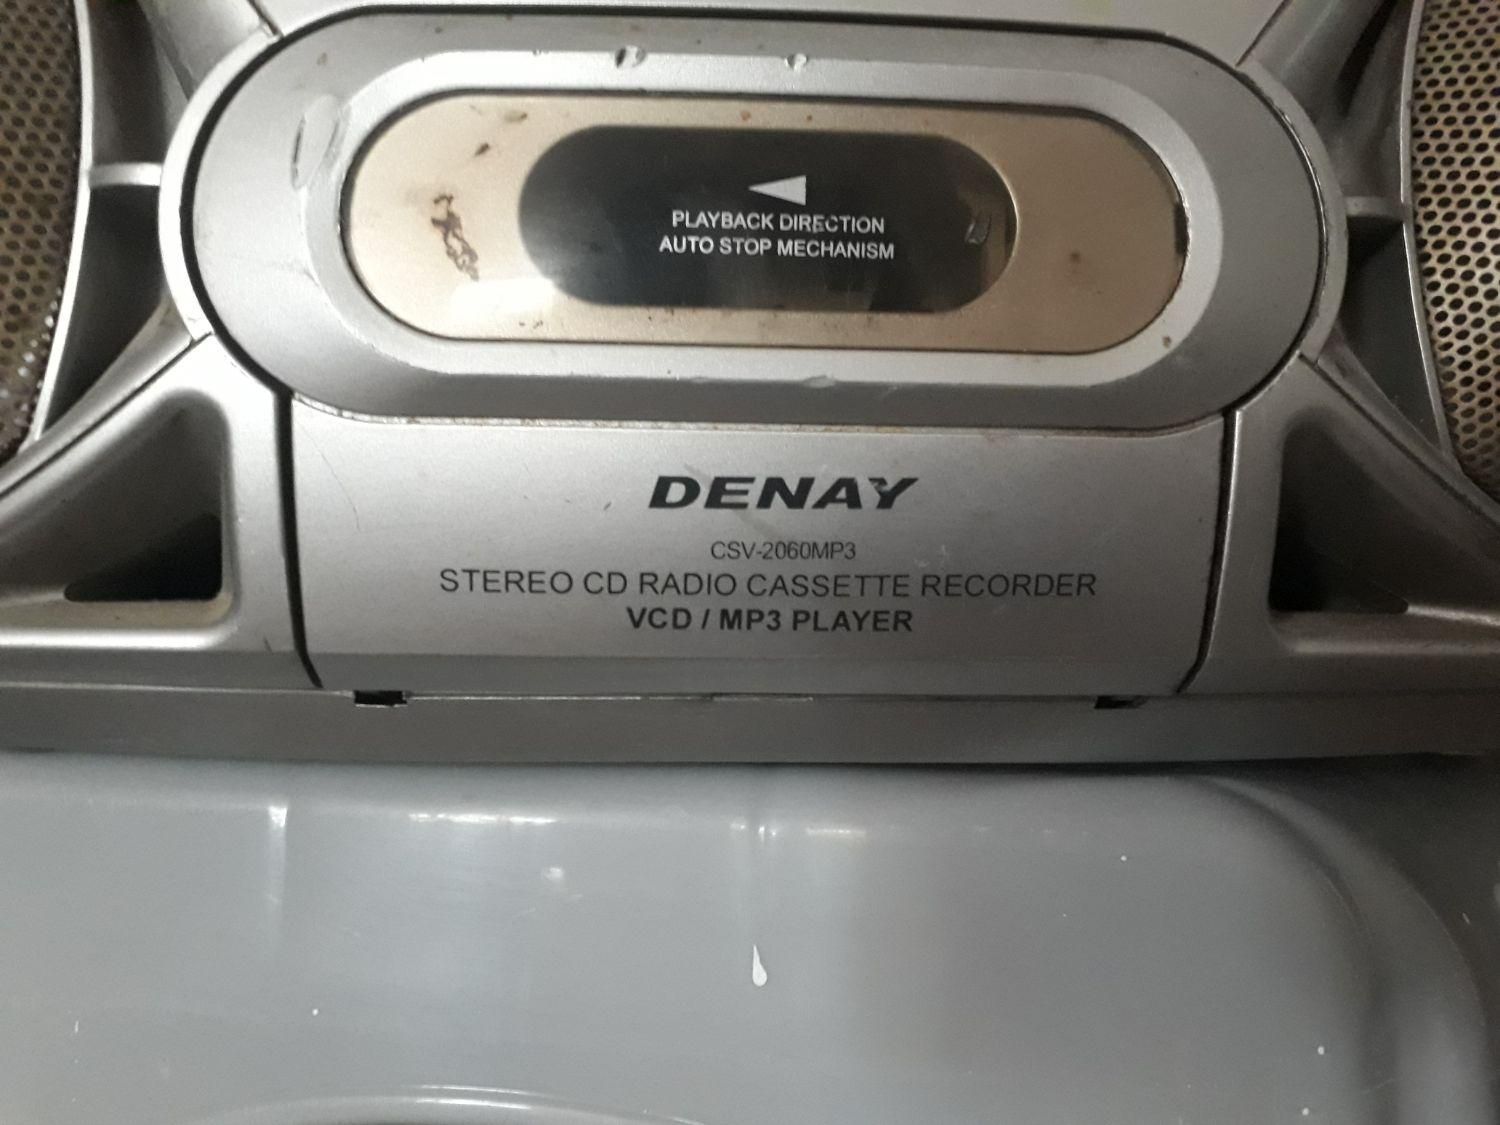 PLAYBACK DIRECTION
AUTO STOP MECHANISM
DENAY
CSV-2060MP3
STEREO CD RADIO CASSETTE RECORDER
VCD / MP3 PLAYER